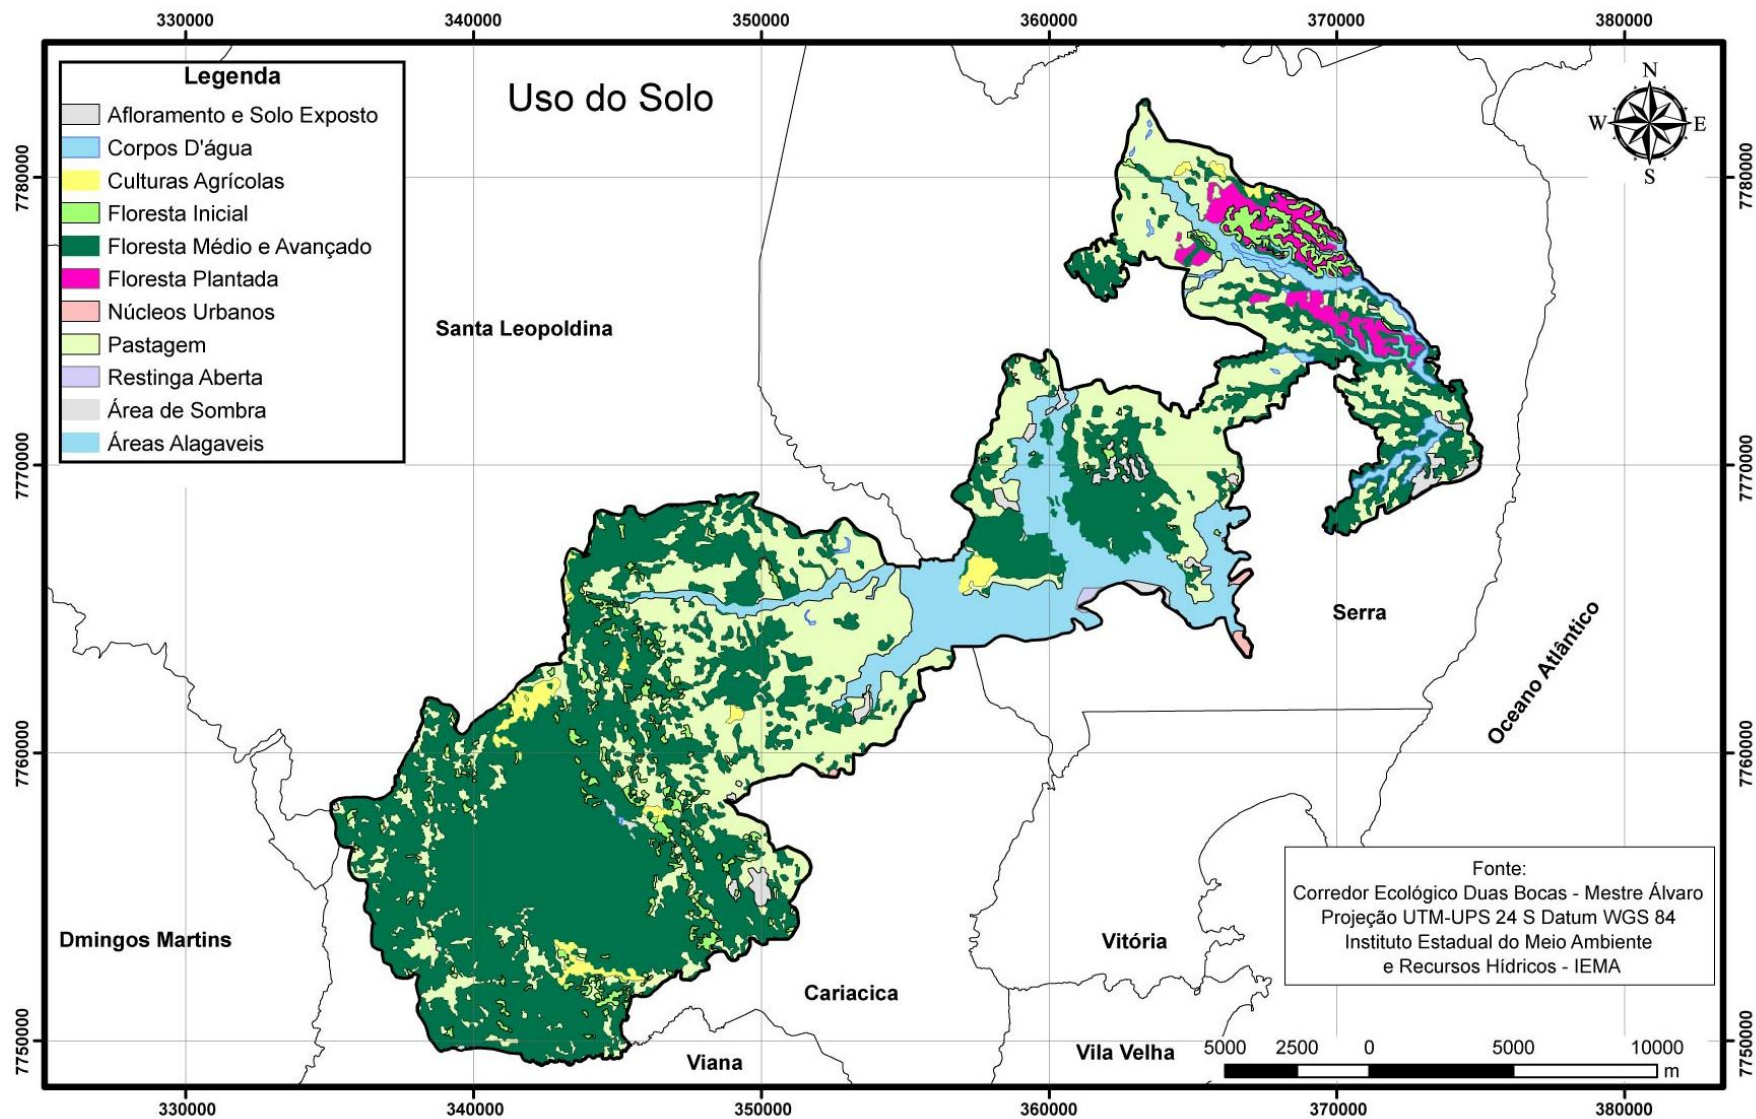 330000 340000 350000 360000 370000 380000
Legenda
Afloramento e Solo Exposto
Corpos D'água
Culturas Agrícolas
Floresta Inicial
Floresta Médio e Avançado
Floresta Plantada
Núcleos Urbanos
Pastagem
Restinga Aberta
Área de Sombra
Áreas Alagaveis
Uso do Solo
N
W E
S
7780000 7780000
Santa Leopoldina
7770000 7770000
Serra
Oceano Atlântico
7760000 7760000
Fonte:
Corredor Ecológico Duas Bocas - Mestre Álvaro
Projeção UTM-UPS 24 S Datum WGS 84
Instituto Estadual do Meio Ambiente
e Recursos Hídricos - IEMA
Dmingos Martins
Vitória
Cariacica
7750000 7750000
Viana
Vila Velha
5000 2500 0 5000 10000
m
330000 340000 350000 360000 370000 380000